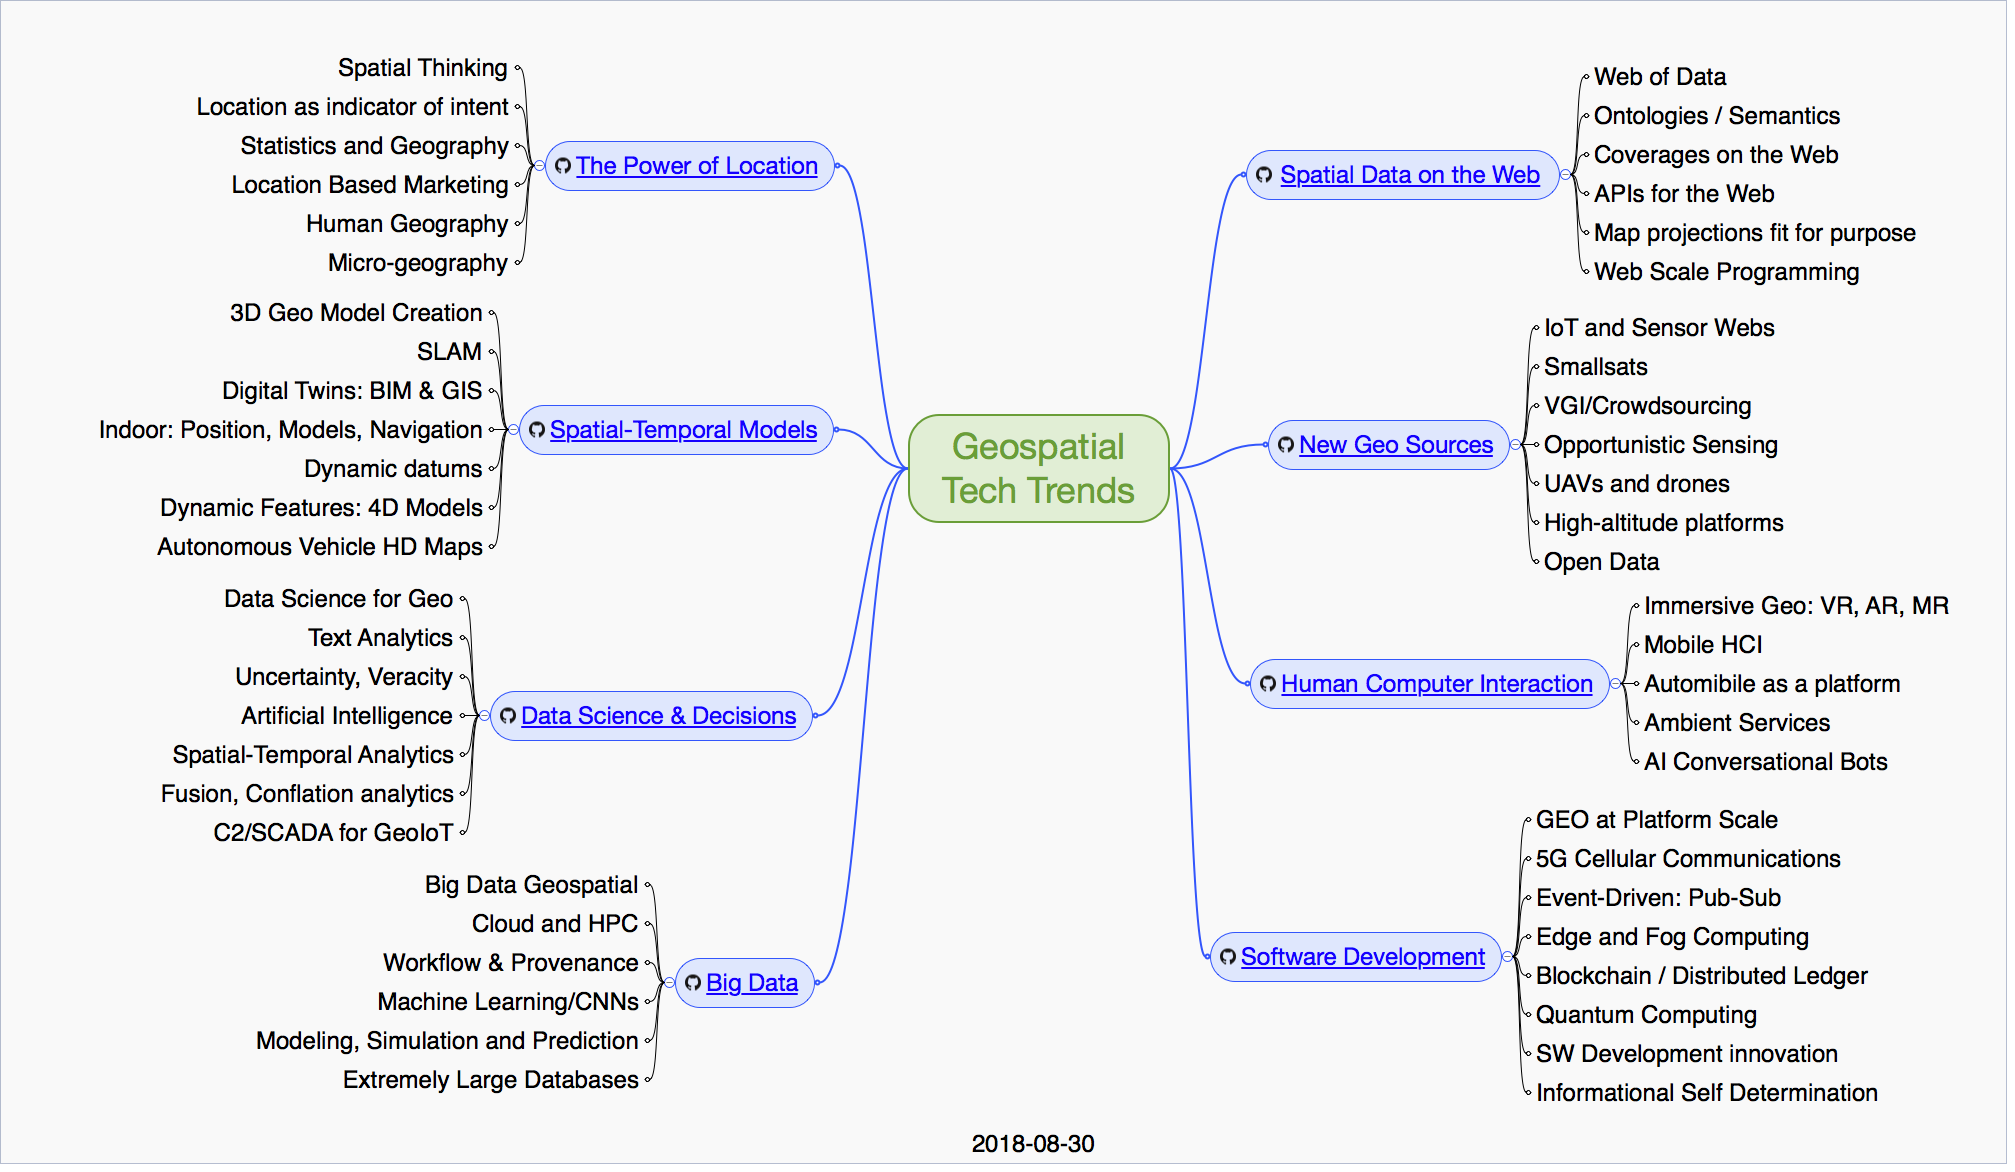 Geospatial
Tech Trends
The Power of Location
Spatial Thinking
Location as indicator of intent
Statistics and Geography
Location Based Marketing
Human Geography
Micro-geography
Spatial-Temporal Models
3D Geo Model Creation
SLAM
Digital Twins: BIM & GIS
Indoor: Position, Models, Navigation
Dynamic datums
Dynamic Features: 4D Models
Autonomous Vehicle HD Maps
Data Science & Decisions
Data Science for Geo
Text Analytics
Uncertainty, Veracity
Artificial Intelligence
Spatial-Temporal Analytics
Fusion, Conflation analytics
C2/SCADA for GeoIoT
Big Data
Big Data Geospatial
Cloud and HPC
Workflow & Provenance
Machine Learning/CNNs
Modeling, Simulation and Prediction
Extremely Large Databases
Spatial Data on the Web
Web of Data
Ontologies / Semantics
Coverages on the Web
APIs for the Web
Map projections fit for purpose
Web Scale Programming
New Geo Sources
IoT and Sensor Webs
Smallsats
VGI/Crowdsourcing
Opportunistic Sensing
UAVs and drones
High-altitude platforms
Open Data
Human Computer Interaction
Immersive Geo: VR, AR, MR
Mobile HCI
Automibile as a platform
Ambient Services
AI Conversational Bots
Software Development
GEO at Platform Scale
5G Cellular Communications
Event-Driven: Pub-Sub
Edge and Fog Computing
Blockchain / Distributed Ledger
Quantum Computing
SW Development innovation
Informational Self Determination
2018-08-30